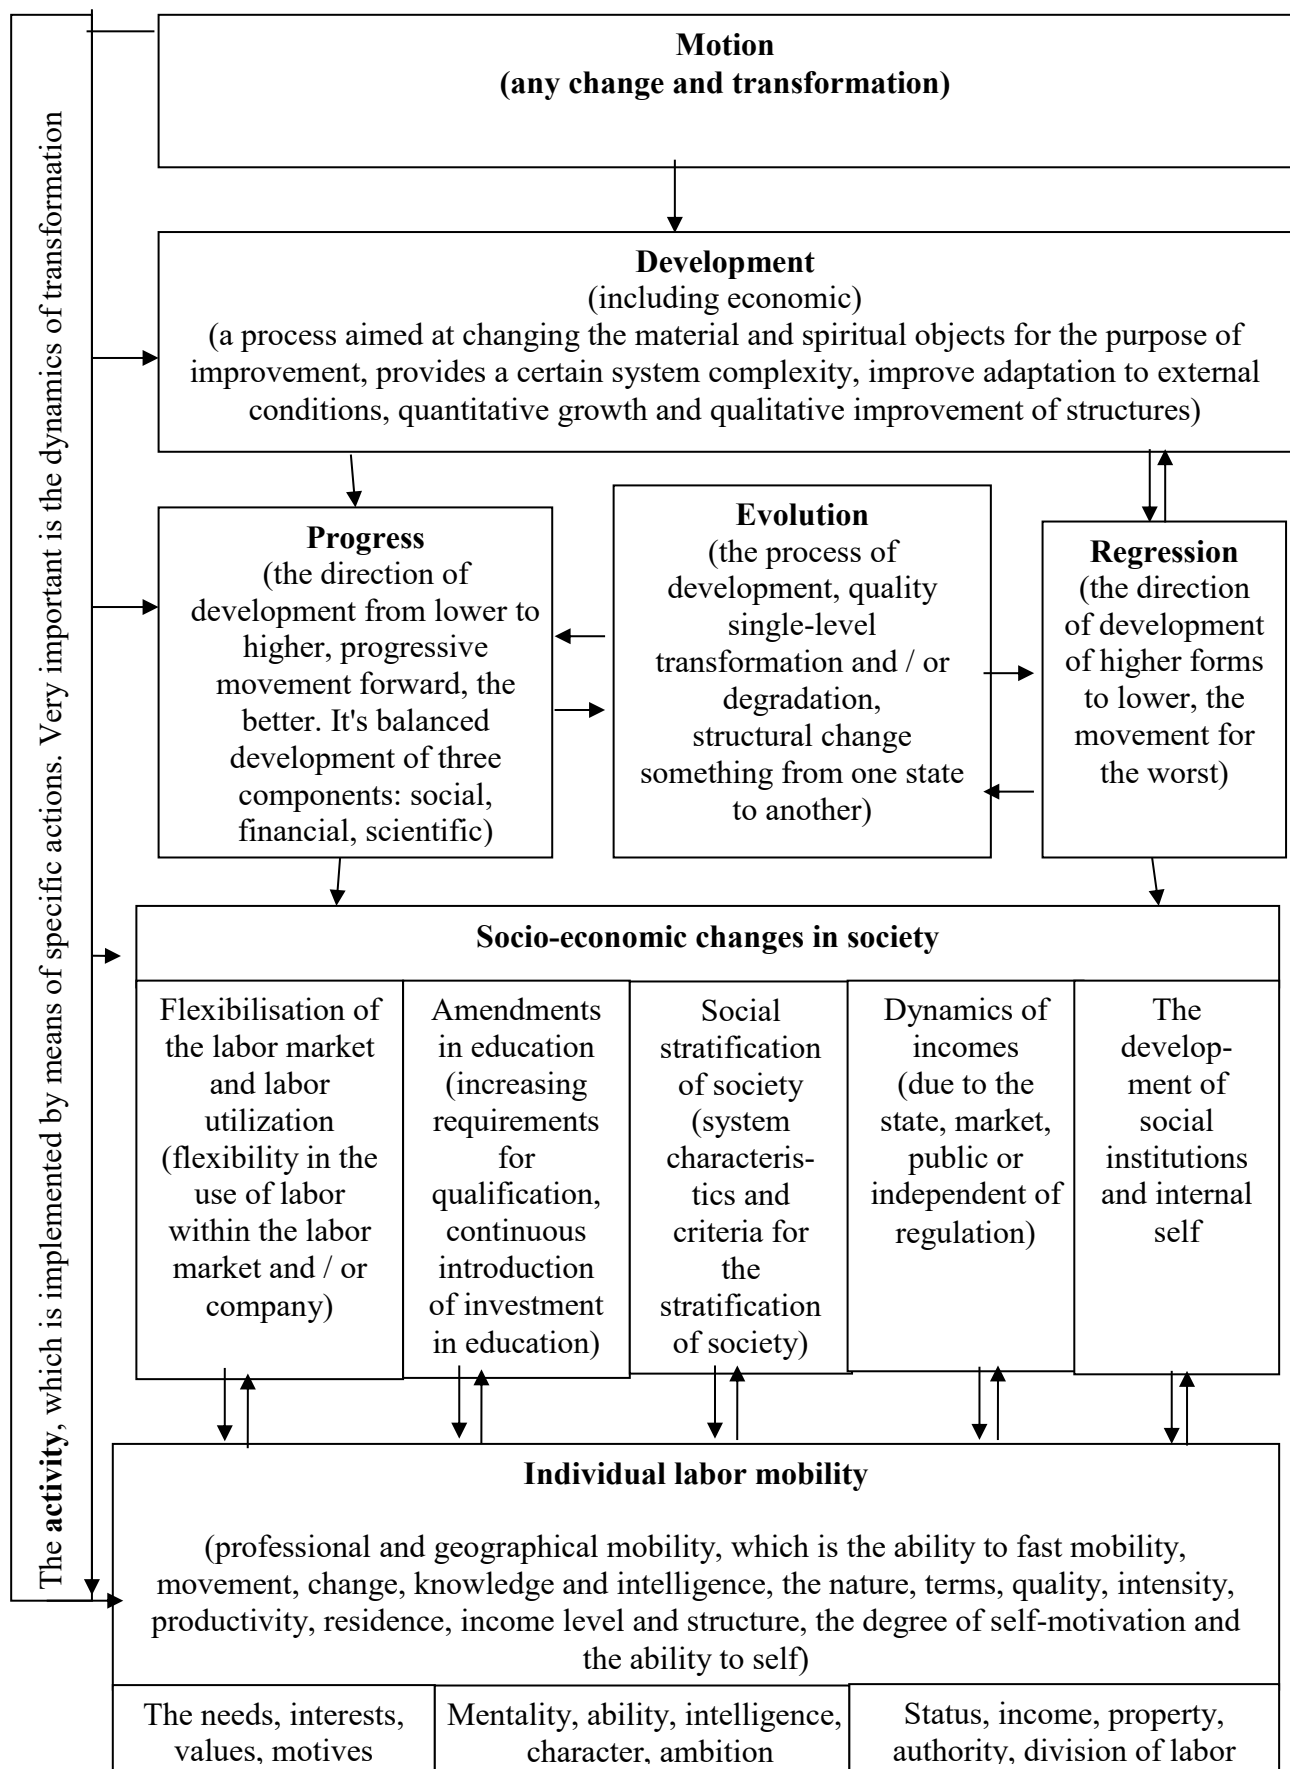 The activity, which is implemented by means of specific actions. Very important is the dynamics of transformation
Motion
(any change and transformation)
Development
(including economic)
(a process aimed at changing the material and spiritual objects for the purpose of
improvement, provides a certain system complexity, improve adaptation to external
conditions, quantitative growth and qualitative improvement of structures)
Progress
(the direction of
development from lower to
higher, progressive
movement forward, the
better. It's balanced
development of three
components: social,
financial, scientific)
Evolution
(the process of
development, quality
single-level
transformation and / or
degradation,
structural change
something from one state
to another)
Regression
(the direction
of development
of higher forms
to lower, the
movement for
the worst)
Socio-economic changes in society
Flexibilisation of
the labor market
and labor
utilization
(flexibility in the
use of labor
within the labor
market and / or
company)
Amendments
in education
(increasing
requirements
for
qualification,
continuous
introduction
of investment
in education)
Social
stratification
of society
(system
characteris-
tics and
criteria for
the
stratification
of society)
Dynamics of
incomes
(due to the
state, market,
public or
independent of
regulation)
The
develop-
ment of
social
institutions
and internal
self
Individual labor mobility
(professional and geographical mobility, which is the ability to fast mobility,
movement, change, knowledge and intelligence, the nature, terms, quality, intensity,
productivity, residence, income level and structure, the degree of self-motivation and
the ability to self)
The needs, interests,
values, motives
Mentality, ability, intelligence,
character, ambition
Status, income, property,
authority, division of labor